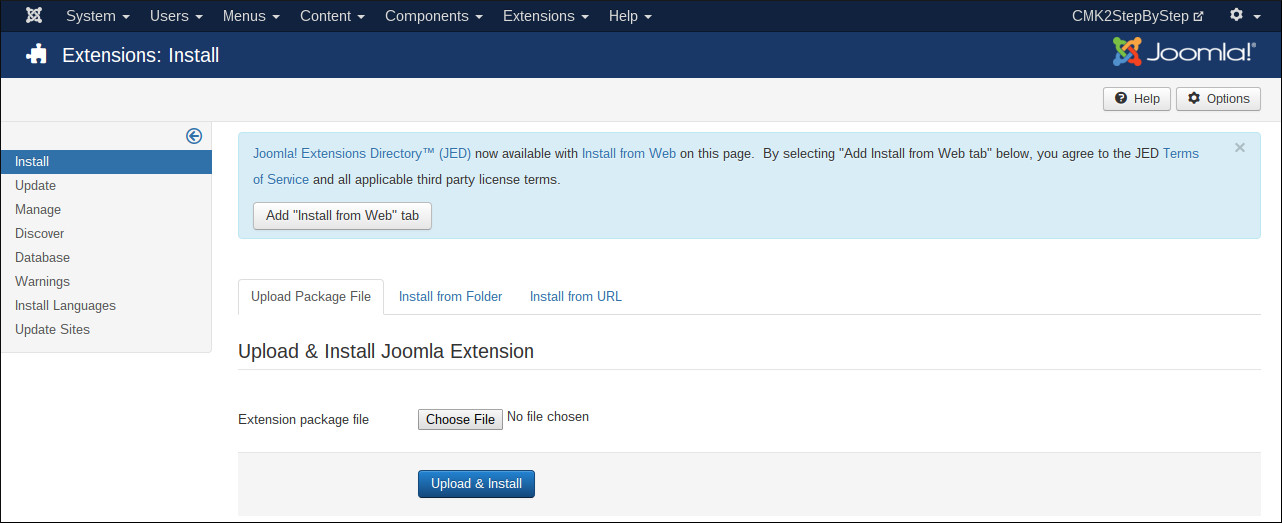 System Users Menus Content Components Extensions Help CMK2StepByStep
Extensions: Install Joomla!®
Help Options
Install
Update
Manage
Discover
Database
Warnings
Install Languages
Update Sites
Joomla! Extensions Directory™ (JED) now available with Install from Web on this page. By selecting "Add Install from Web tab" below, you agree to the JED Terms
of Service and all applicable third party license terms.
Add "Install from Web" tab
Upload Package File Install from Folder Install from URL
Upload & Install Joomla Extension
Extension package file Choose File No file chosen
Upload & Install